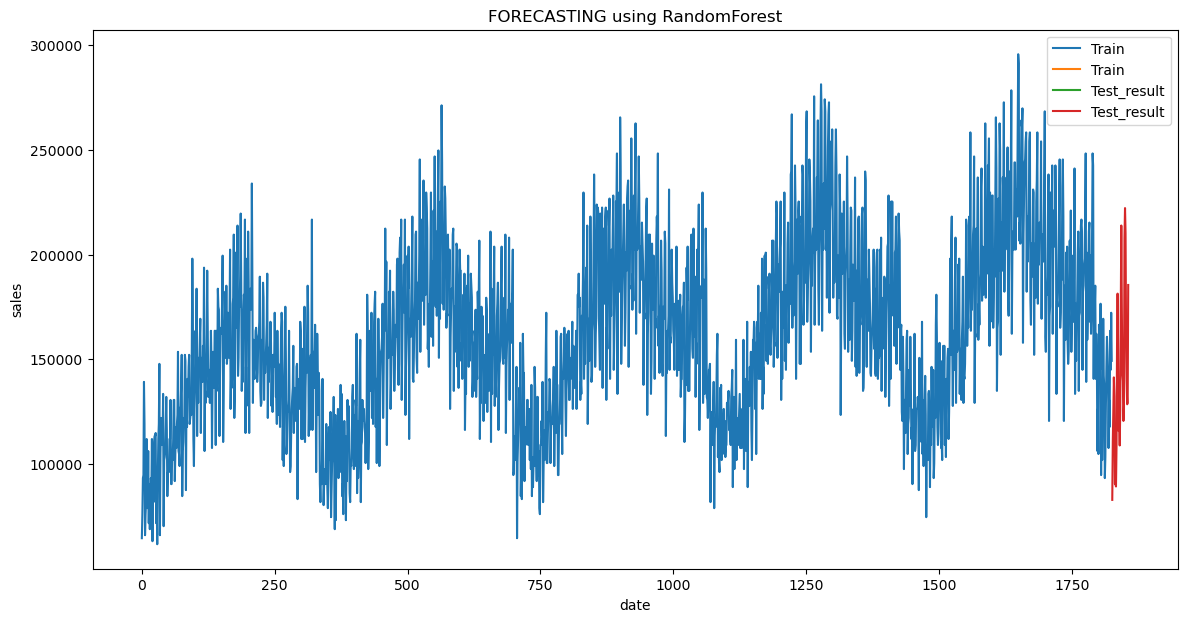 FORECASTING using RandomForest
300000
250000
200000
150000
100000
sales
Train
Train
Test_result
Test_result
0
250
500
750
1000
1250
1500
1750
date